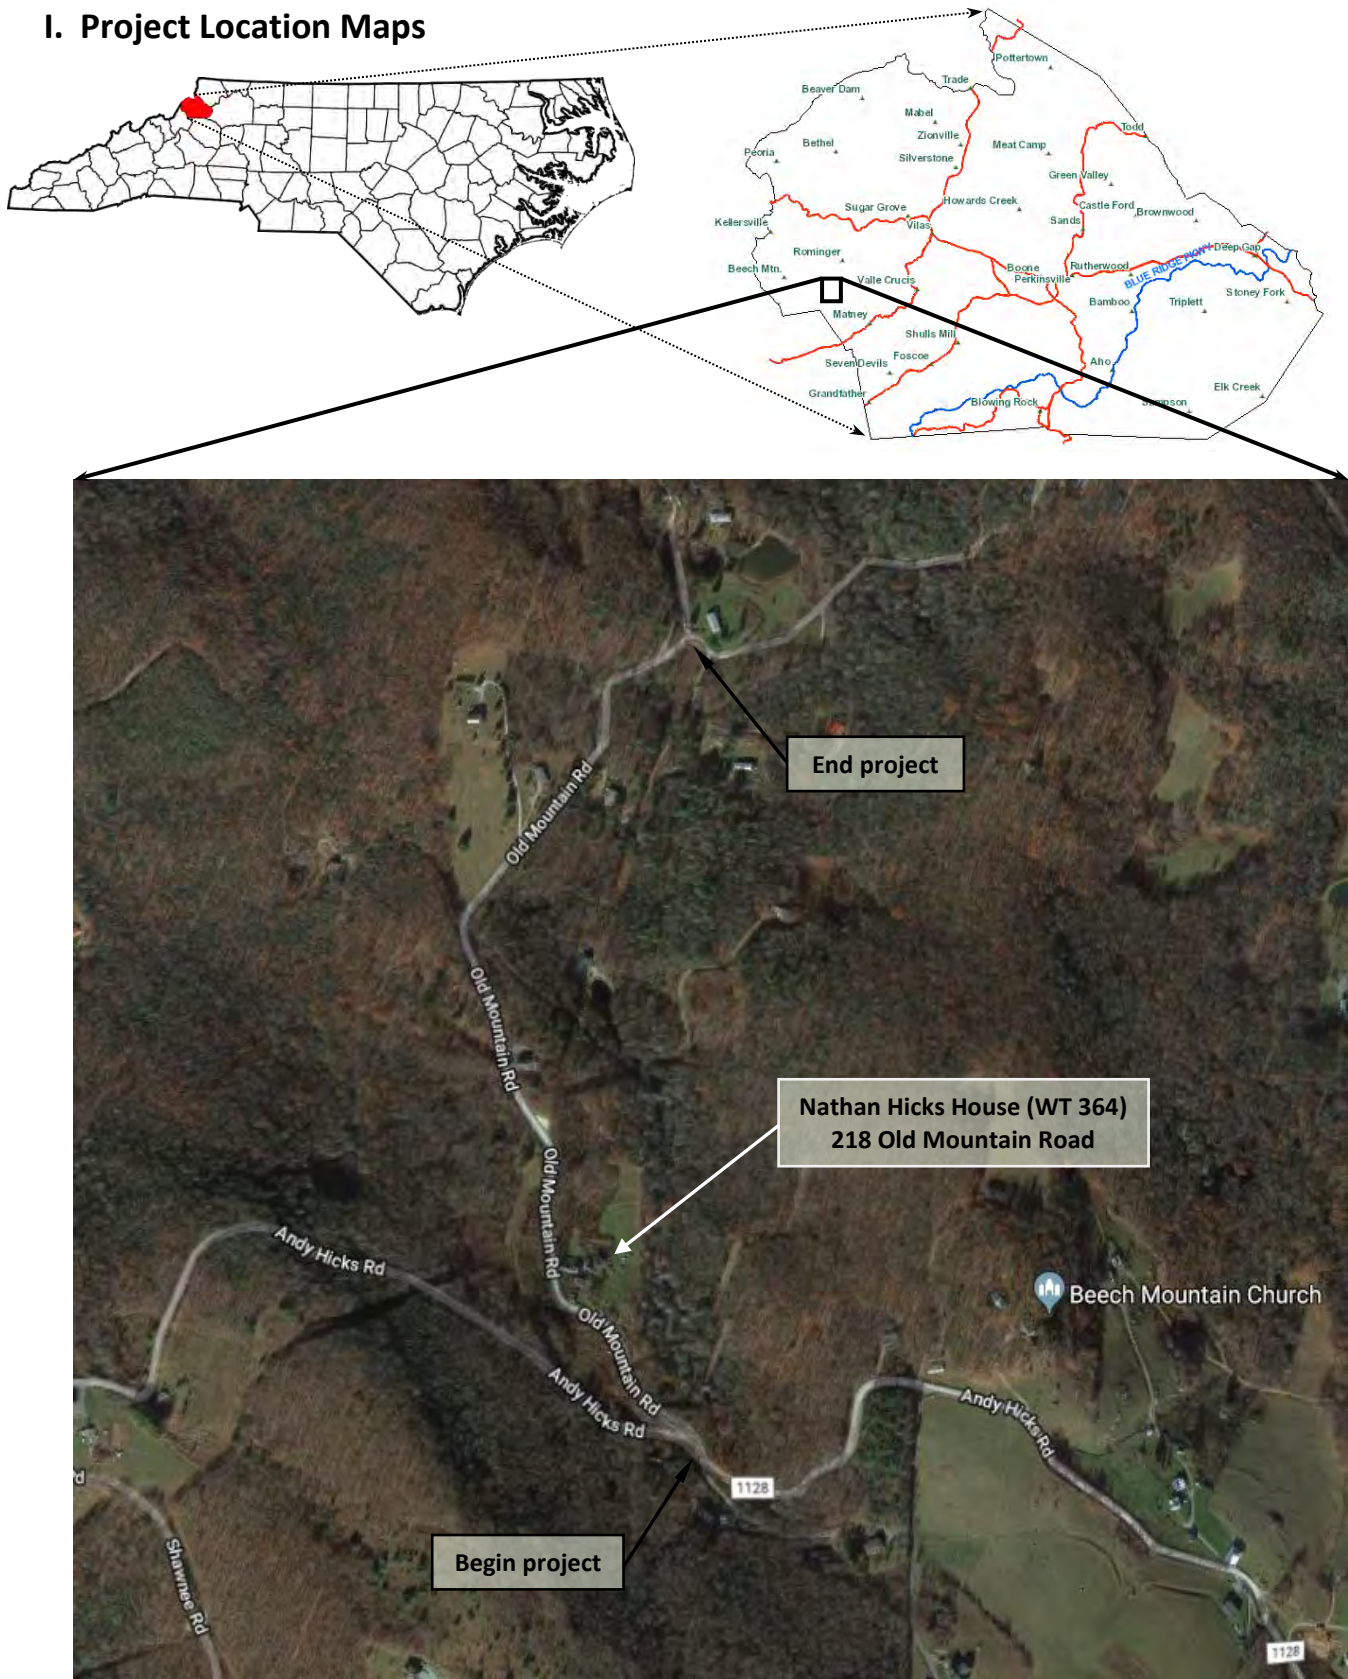 I. Project Location Maps
Pottertown
Trade
Beaver Dam
Mabel
Todd
Zionville
Bethel
Meat Camp
Peoria
Silverstone
Green Valley
Sugar Grove
Howards Creek
Castle Ford
Brownwood
Kellersville
Vilas
Sands
Deep Gap
Rominger
BLUE RIDGE PKWY
Beech Mtn.
Boone
Rutherwood
Valle Crucis
Perkinsville
Stoney Fork
Bamboo
Triplett
Matney
Shulls Mill
Foscoe
Seven Devils
Aho
Grandfather
Elk Creek
Blowing Rock
Sampson
End project
Old Mountain Rd
Old Mountain Rd
Nathan Hicks House (WT 364)
218 Old Mountain Road
Old Mountain Rd
Andy Hicks Rd
Beech Mountain Church
Old Mountain Rd
Andy Hicks Rd
Andy Hicks Rd
1128
Rd
Begin project
Shawnee Rd
1128